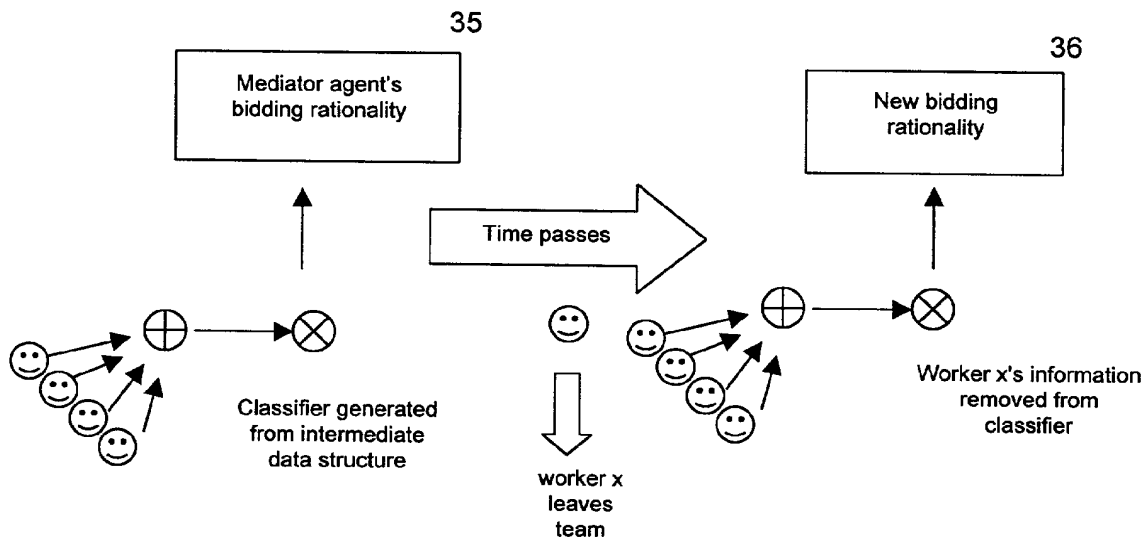 35
Mediator agent's
bidding rationality
36
New bidding
rationality
Time passes
Classifier generated
from intermediate
data structure
worker x
leaves
team
Worker x's information
removed from
classifier